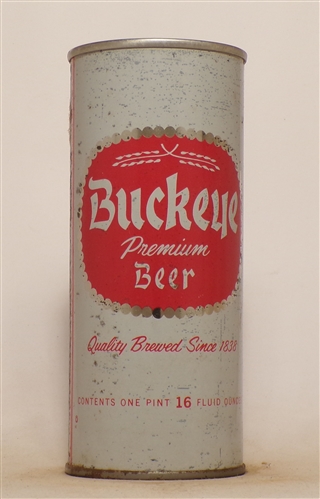 Buckeye
Premium
Beer
Quality Brewed Since 1838
CONTENTS ONE PINT 16 FLUID